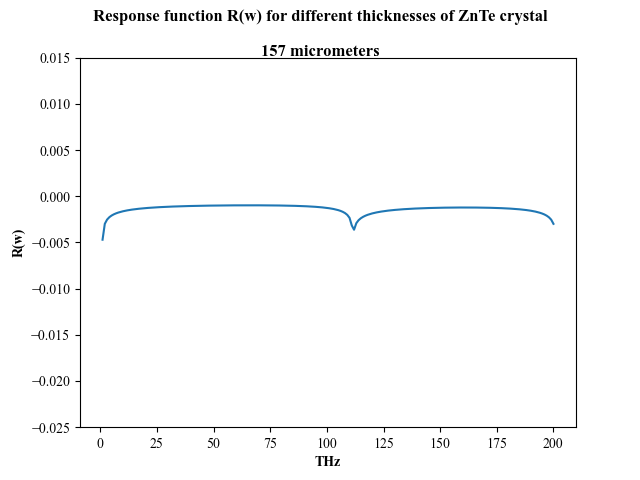 Response function R(w) for different thicknesses of ZnTe crystal
157 micrometers
0.015
0.010
0.005
0.000
−0.005
−0.010
−0.015
−0.020
−0.025
R(w)
0 25 50 75 100 125 150 175 200
THz